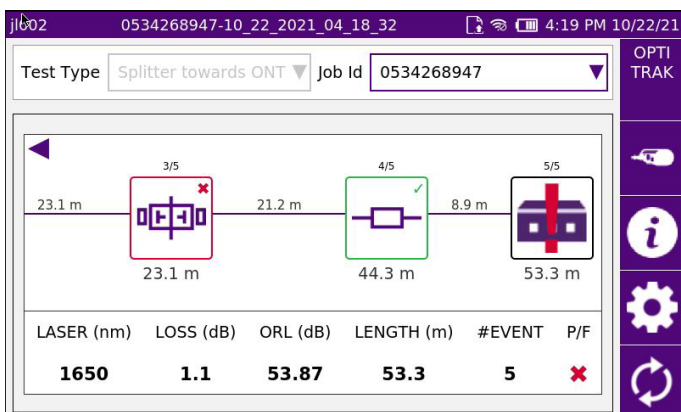 jl602 0534268947-10_22_2021_04_18_32 4:19 PM 10/22/21
OPTI
TRAK
Test Type Splitter towards ONT Job Id 0534268947
3/5 4/5 5/5
23.1 m 21.2 m 8.9 m
23.1 m 44.3 m 53.3 m
LASER (nm) LOSS (dB) ORL (dB) LENGTH (m) #EVENT P/F
1650 1.1 53.87 53.3 5